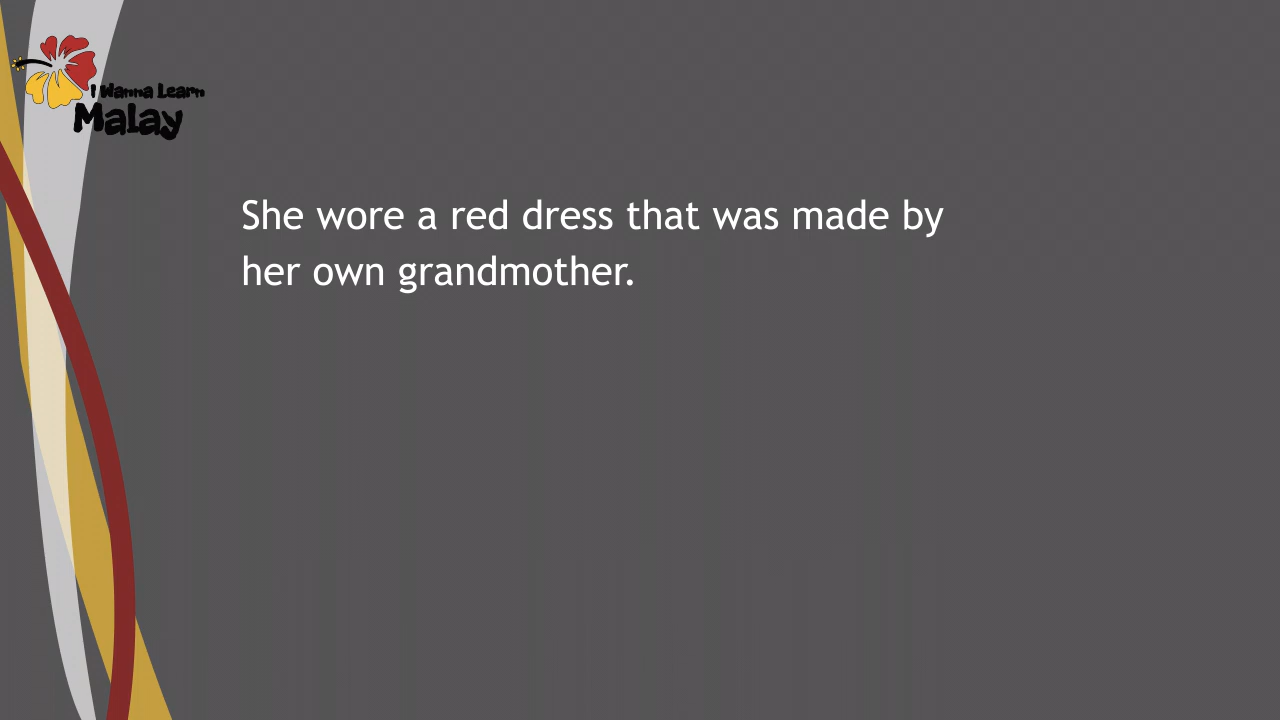 I Wanna Learn
Malay
She wore a red dress that was made by
her own grandmother.